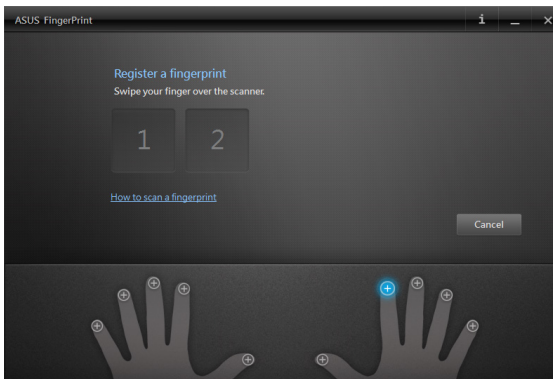 ASUS FingerPrint
Register a fingerprint
Swipe your finger over the scanner.
1 2
How to scan a fingerprint
Cancel